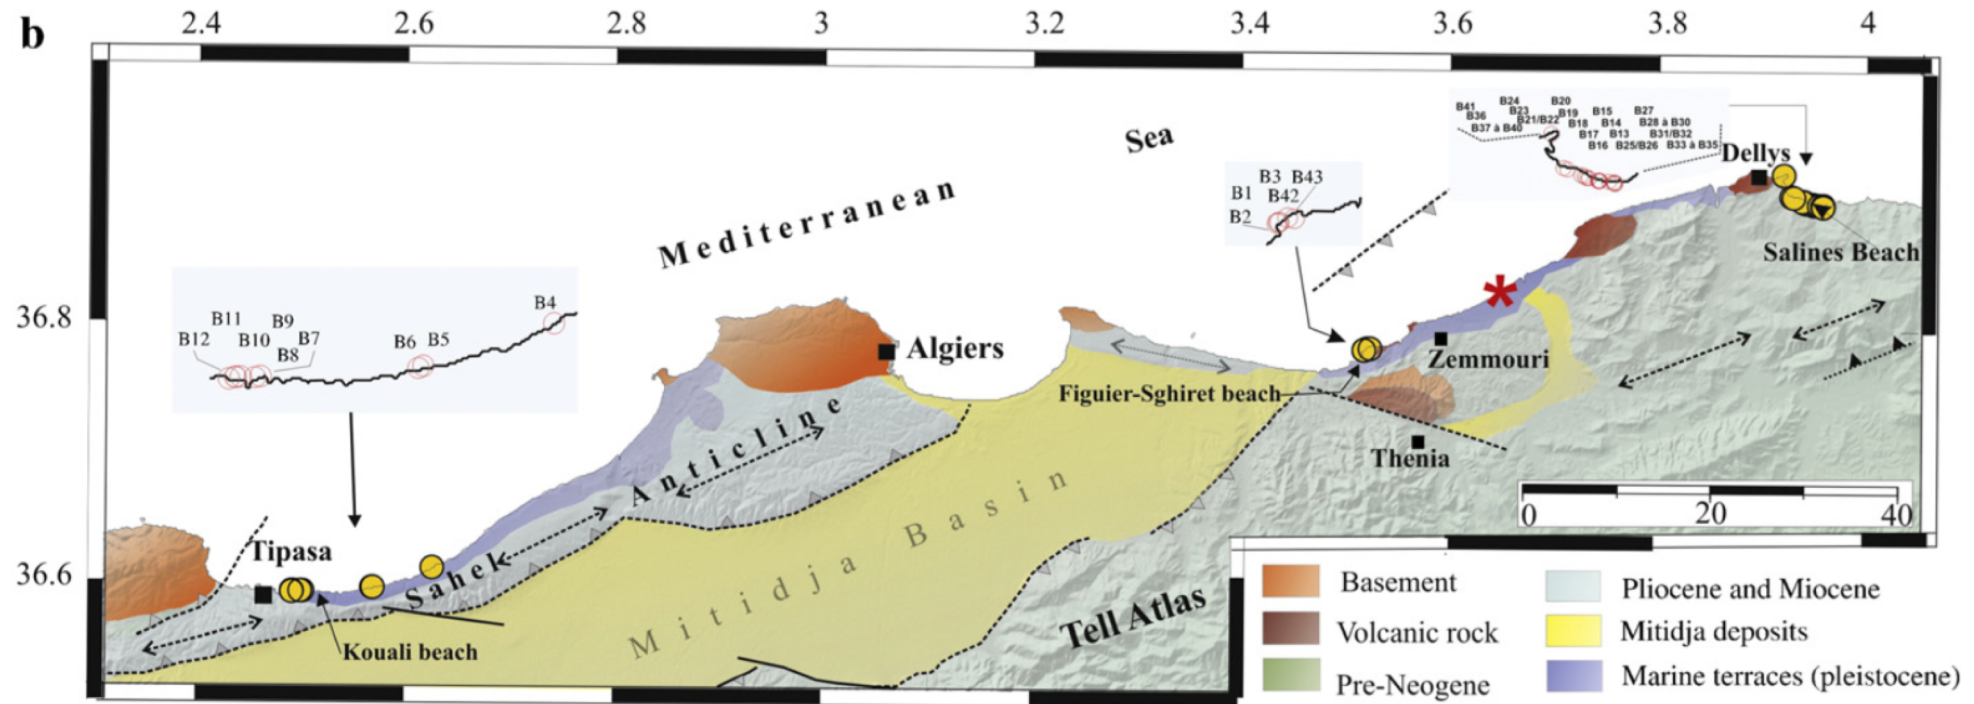 b
2.4 2.6 2.8 3 3.2 3.4 3.6 3.8 4
36.8
36.6
Mediterranean
Sea
B41 B24 B20 B15 B27
B36 B23 B19
B37 à B40 B21/B22 B18 B14 B28 à B30
B17 B13 B31/B32
B16 B25/B26 B33 à B35
Dellys
Salines Beach
B3 B43
B1 B42
B2
B11 B9 B4
B12 B10 B7 B6 B5
B8
Algiers
Zemmouri
Figuier-Sghiret beach
Thenia
Sahel Anticline
Mitidja Basin
Tell Atlas
Tipasa
Kouali beach
0 20 40
Basement
Volcanic rock
Pre-Neogene
Pliocene and Miocene
Mitidja deposits
Marine terraces (pleistocene)